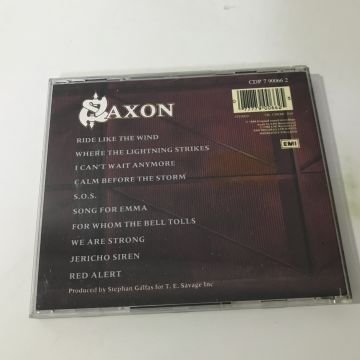 CDP 7 90066 2
SAXON
RIDE LIKE THE WIND
WHERE THE LIGHTNING STRIKES
I CAN'T WAIT ANYMORE
CALM BEFORE THE STORM
S.O.S.
SONG FOR EMMA
FOR WHOM THE BELL TOLLS
WE ARE STRONG
JERICHO SIREN
RED ALERT
Produced by Stephan Galfas for T. E. Savage Inc
STEREO
EMI